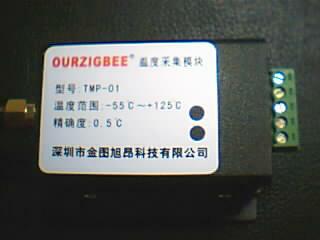 OURZIGBEE® 温度采集模块
型号:TMP-01
温度范围:-55℃~+125℃
精确度:0.5℃
深圳市金图旭昂科技有限公司